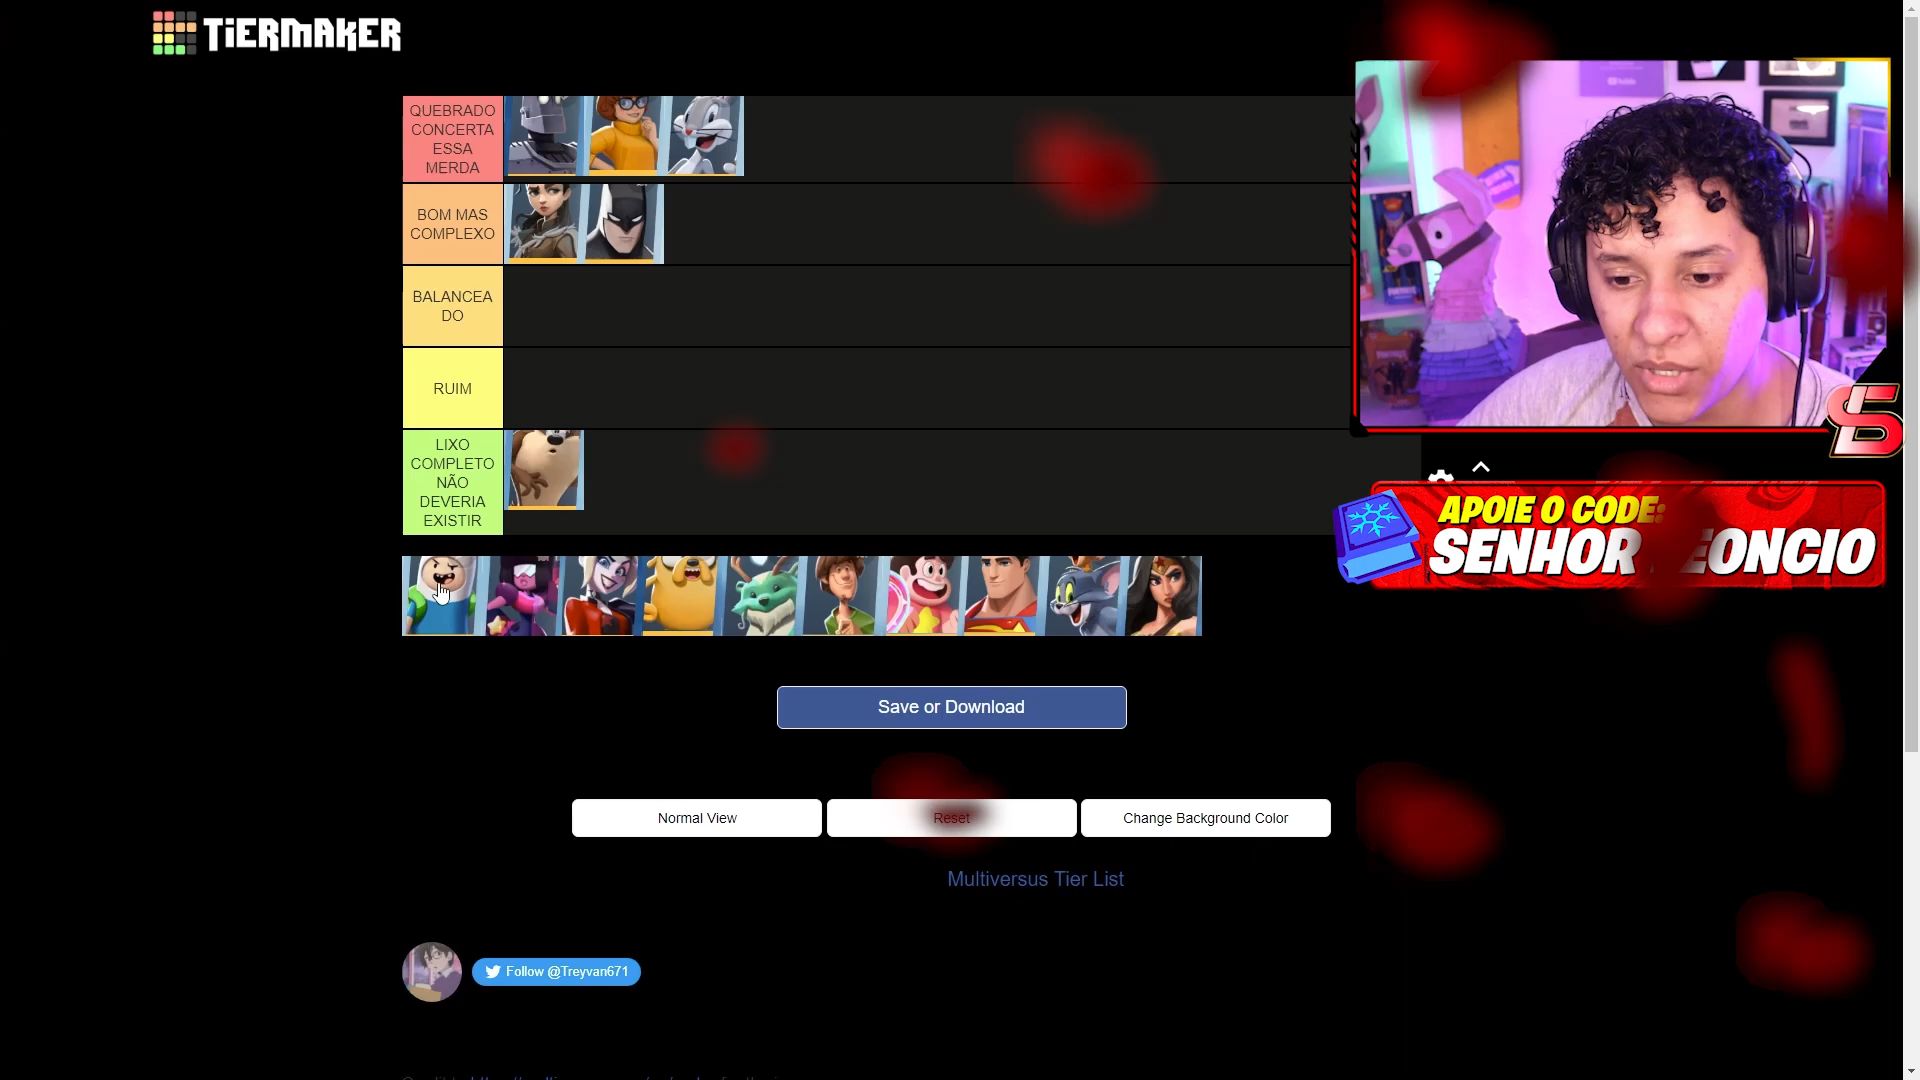 TiERMAKER
QUEBRADO
CONCERTA
ESSA
MERDA
BOM MAS
COMPLEXO
BALANCEA
DO
RUIM
LIXO
COMPLETO
NÃO
DEVERIA
EXISTIR
APOIE O CODE:
SENHOR
Save or Download
Normal View
Reset
Change Background Color
Multiversus Tier List
Follow @Treyvan671